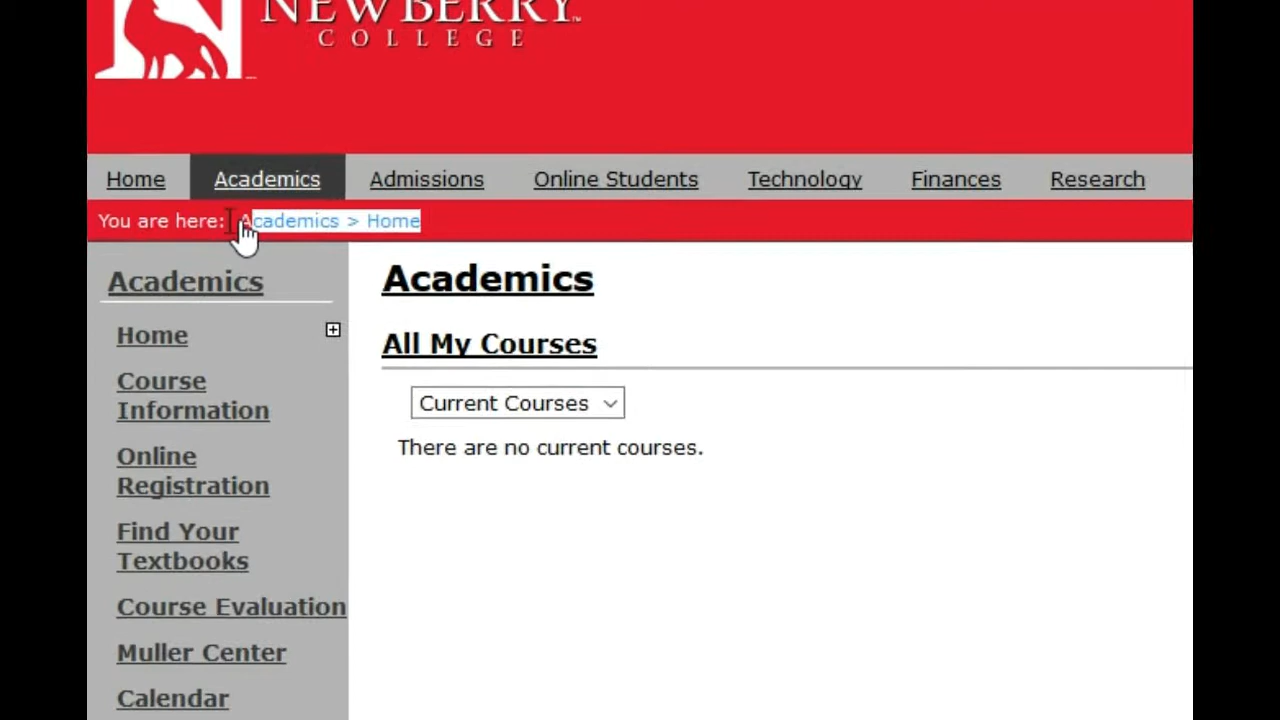 NEWBERRY™
COLLEGE
Home Academics Admissions Online Students Technology Finances Research
You are here: Academics > Home
Academics
Home
Course
Information
Online
Registration
Find Your
Textbooks
Course Evaluation
Muller Center
Calendar
Academics
All My Courses
Current Courses
There are no current courses.